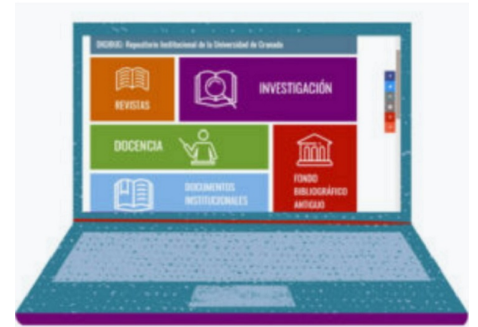 DIGIBUG: Repositorio Institucional de la Universidad de Granada
REVISTAS
INVESTIGACIÓN
DOCENCIA
DOCUMENTOS
INSTITUCIONALES
FONDO
BIBLIOGRÁFICO
ANTIGUO